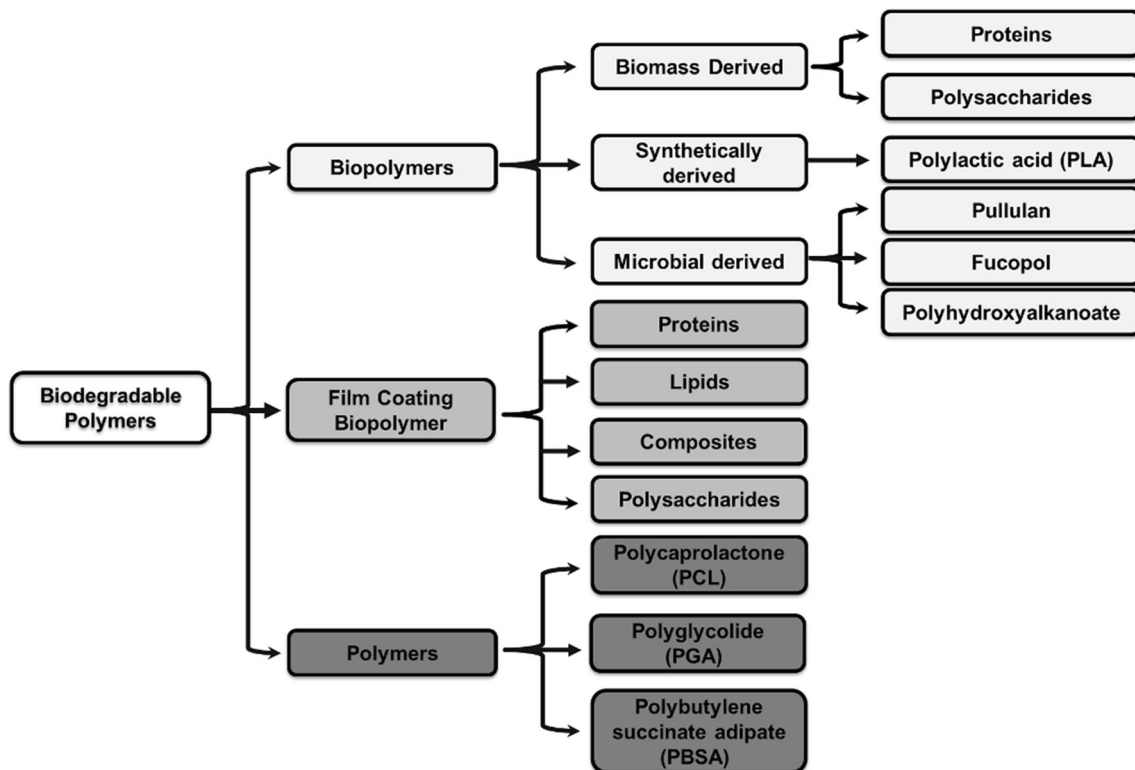 Proteins
Biomass Derived
Polysaccharides
Synthetically
derived
Polylactic acid (PLA)
Biopolymers
Pullulan
Microbial derived
Fucopol
Polyhydroxyalkanoate
Proteins
Lipids
Biodegradable
Polymers
Film Coating
Biopolymer
Composites
Polysaccharides
Polycaprolactone
(PCL)
Polymers
Polyglycolide
(PGA)
Polybutylene
succinate adipate
(PBSA)